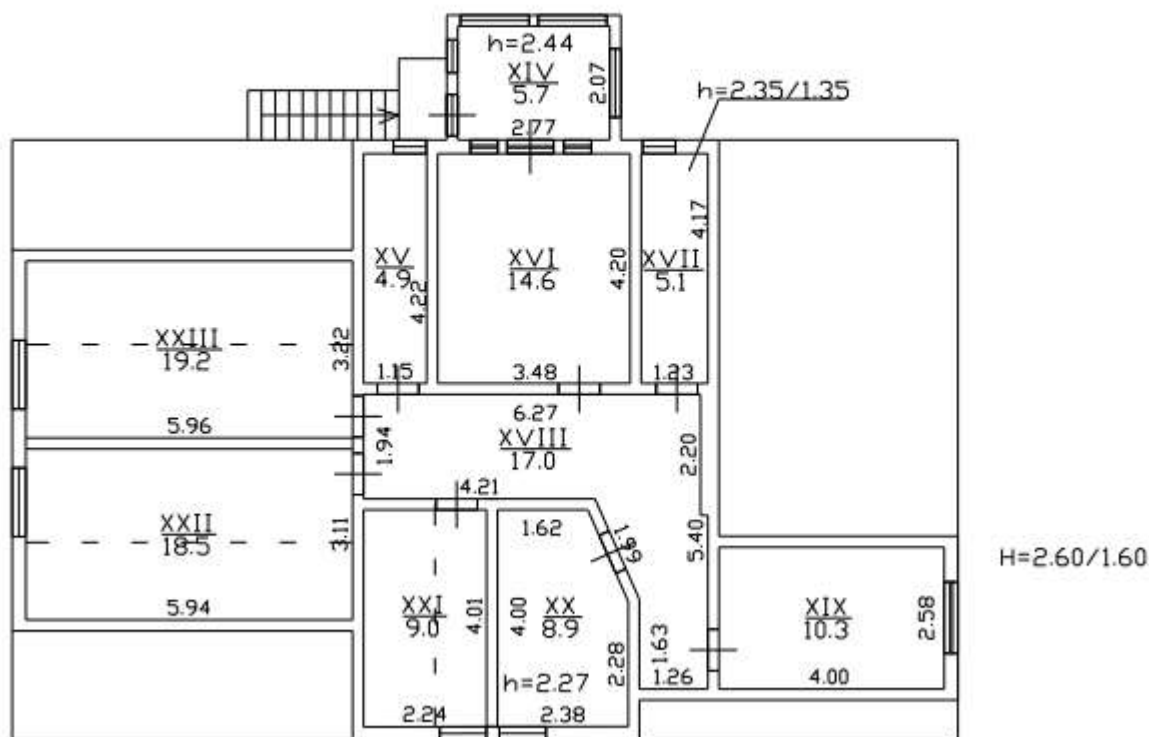 h=2.44
XIV
5.7
2.07
2.77
h=2.35/1.35
XV
4.9
4.22
1.15
XVI
14.6
4.20
3.48
XVII
5.1
4.17
1.23
XXIII
19.2
3.22
5.96
6.27
XVIII
17.0
1.94
2.20
4.21
5.40
1.99
1.63
1.26
XXII
18.5
3.11
5.94
XXI
9.0
4.01
2.24
1.62
XX
8.9
4.00
2.28
h=2.27
2.38
XIX
10.3
2.58
4.00
H=2.60/1.60